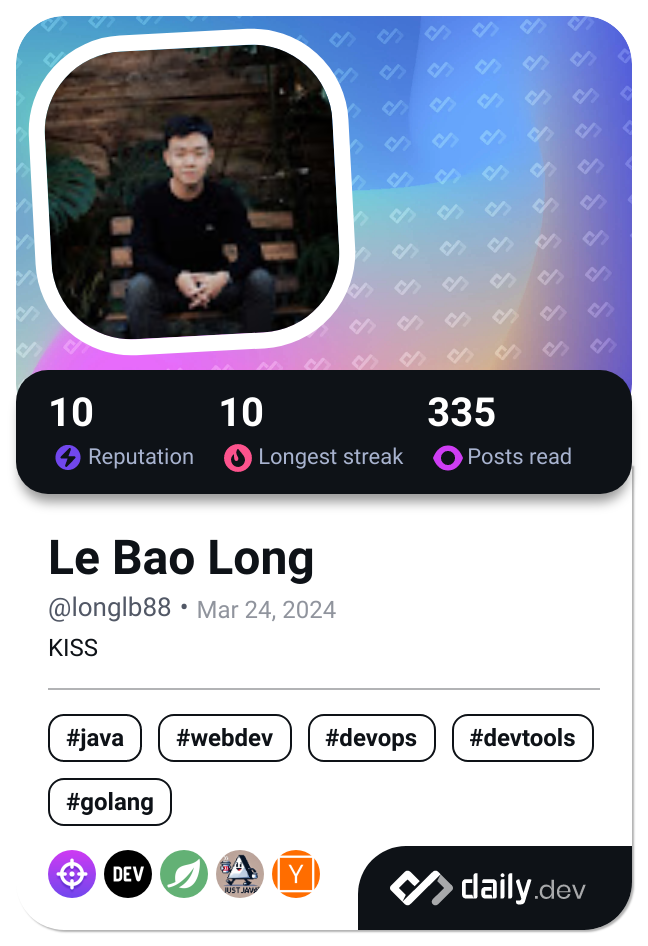 10 10 335
Reputation Longest streak Posts read
Le Bao Long
@longlb88 • Mar 24, 2024
KISS
#java #webdev #devops #devtools
#golang
DEV JUST JAVA Y
daily.dev